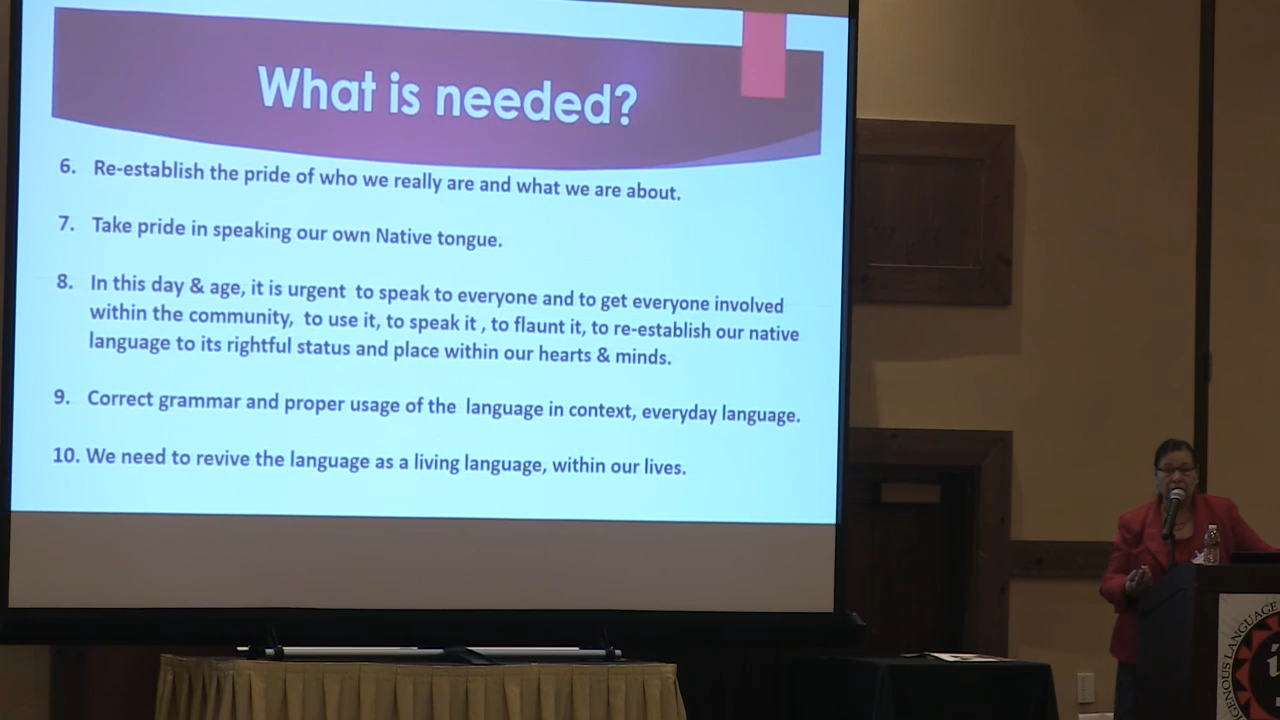 What is needed?
6. Re-establish the pride of who we really are and what we are about.
7. Take pride in speaking our own Native tongue.
8. In this day & age, it is urgent to speak to everyone and to get everyone involved
within the community, to use it, to speak it , to flaunt it, to re-establish our native
language to its rightful status and place within our hearts & minds.
9. Correct grammar and proper usage of the language in context, everyday language.
10. We need to revive the language as a living language, within our lives.
GENOUS LANGUAGE